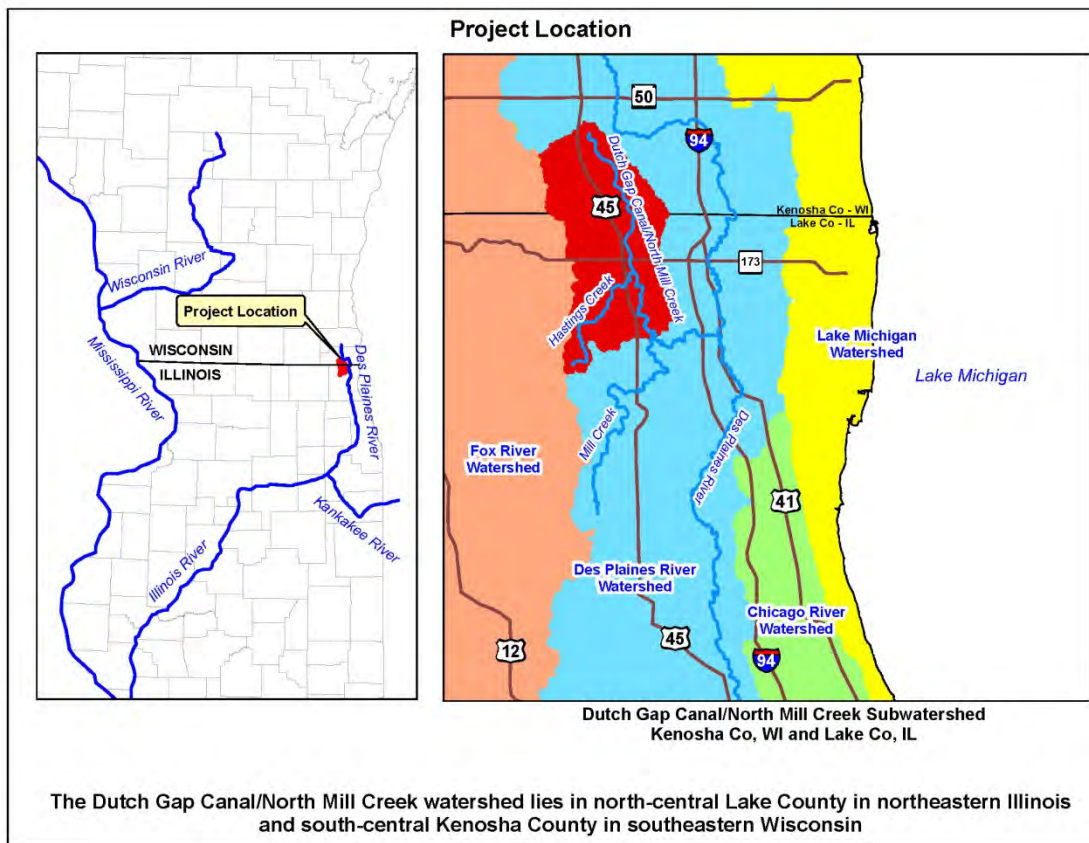 Project Location
Wisconsin River
Project Location
WISCONSIN
ILLINOIS
Mississippi River
Des Plaines River
Kankakee River
Illinois River
50
94
Dutch Gap Canal/North Mill Creek
45
Kenosha Co - WI
Lake Co - IL
173
Hastings Creek
Lake Michigan
Watershed
Lake Michigan
Mill Creek
Des Plaines River
Fox River
Watershed
41
Des Plaines River
Watershed
Chicago River
Watershed
12
45
94
Dutch Gap Canal/North Mill Creek Subwatershed
Kenosha Co, WI and Lake Co, IL
The Dutch Gap Canal/North Mill Creek watershed lies in north-central Lake County in northeastern Illinois
and south-central Kenosha County in southeastern Wisconsin